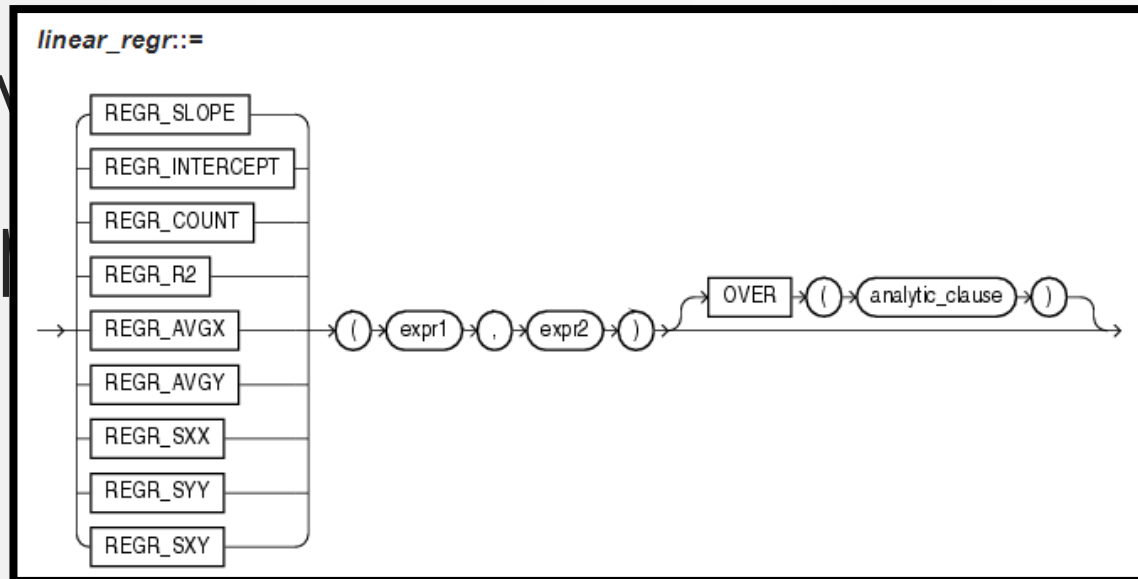 linear_regr::=
REGR_SLOPE
REGR_INTERCEPT
REGR_COUNT
REGR_R2
OVER ( analytic_clause )
REGR_AVGX ( expr1 , expr2 )
REGR_AVGY
REGR_SXX
REGR_SYY
REGR_SXY